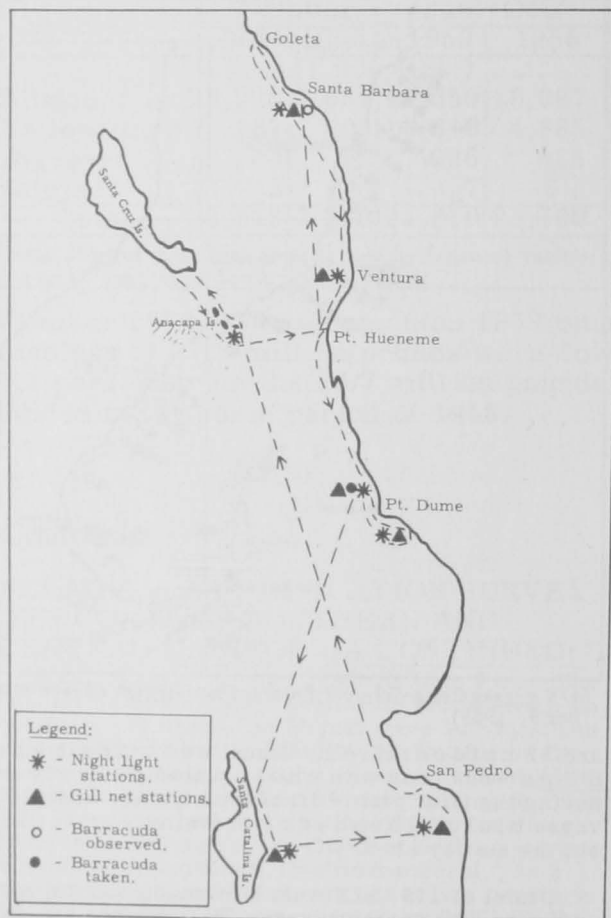 Goleta
Santa Barbara
Santa Cruz Is.
Ventura
Anacapa Is.
Pt. Hueneme
Pt. Dume
Legend:
- Night light
stations.
- Gill net stations.
- Barracuda
observed.
- Barracuda
taken.
San Pedro
Santa Catalina Is.